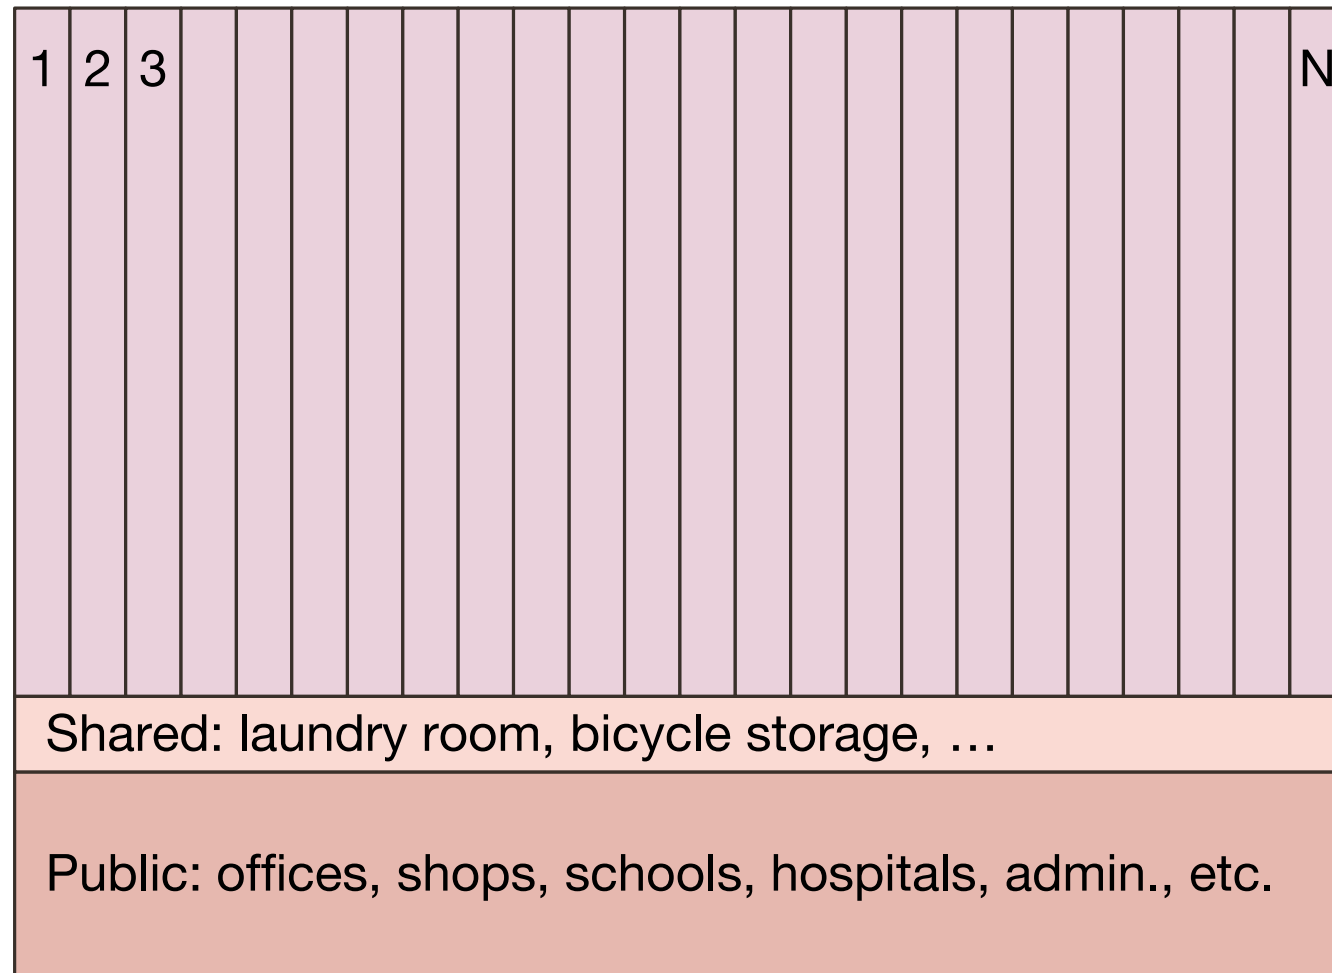 1 2 3 N
Shared: laundry room, bicycle storage, …
Public: offices, shops, schools, hospitals, admin., etc.